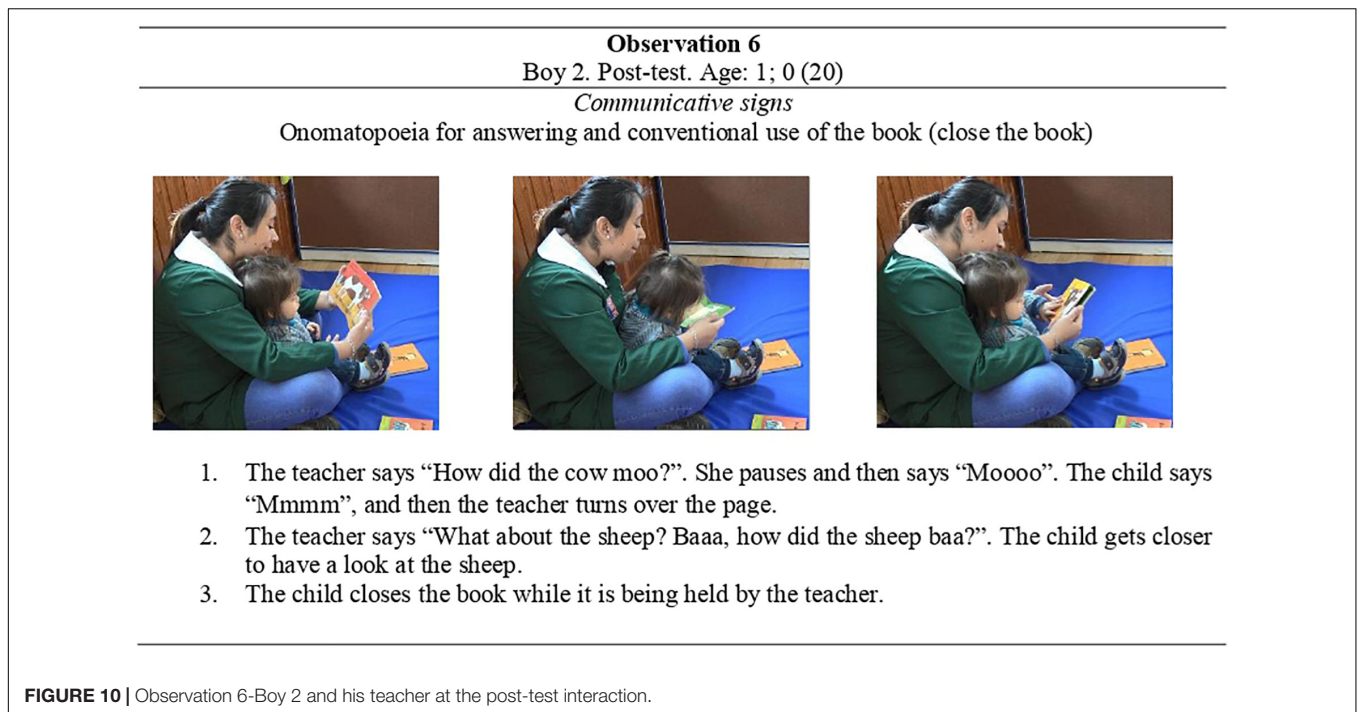 Observation 6
Boy 2. Post-test. Age: 1; 0 (20)
Communicative signs
Onomatopoeia for answering and conventional use of the book (close the book)
1. The teacher says “How did the cow moo?”. She pauses and then says “Moooo”. The child says
“Mmmm”, and then the teacher turns over the page.
2. The teacher says “What about the sheep? Baaa, how did the sheep baa?”. The child gets closer
to have a look at the sheep.
3. The child closes the book while it is being held by the teacher.
FIGURE 10 | Observation 6-Boy 2 and his teacher at the post-test interaction.